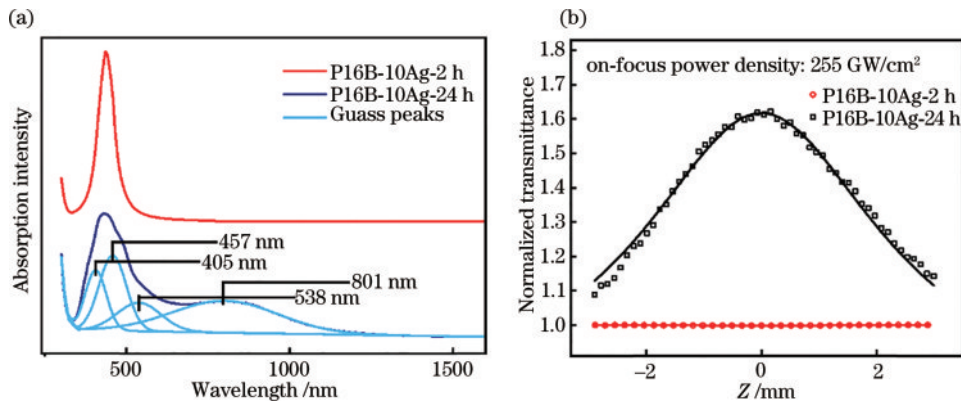 (a)
P16B-10Ag-2 h
P16B-10Ag-24 h
Guass peaks
457 nm
405 nm
801 nm
538 nm
Absorption intensity
500
1000
1500
Wavelength /nm
(b)
1.8
1.7
1.6
1.5
1.4
1.3
1.2
1.1
1.0
Normalized transmittance
on-focus power density: 255 GW/cm²
P16B-10Ag-2 h
P16B-10Ag-24 h
−2
0
2
Z /mm